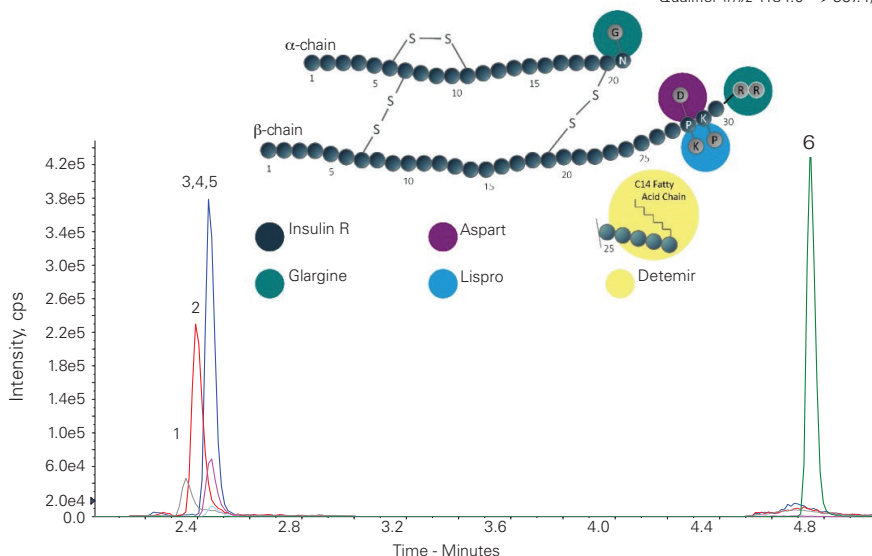 α-chain
S S
G
N
1 5 10 15 20
S
S
S
S
D
P K
K P
R R
β-chain
1 5 10 15 20 25 30
C14 Fatty
Acid Chain
25
Insulin R
Aspart
Glargine
Lispro
Detemir
Intensity, cps
4.2e5
3.8e5
3.4e5
3.0e5
2.6e5
2.2e5
1.8e5
1.4e5
1.0e5
6.0e4
2.0e4
0.0
1
2
3,4,5
6
2.4 2.8 3.2 3.6 4.0 4.4 4.8
Time - Minutes